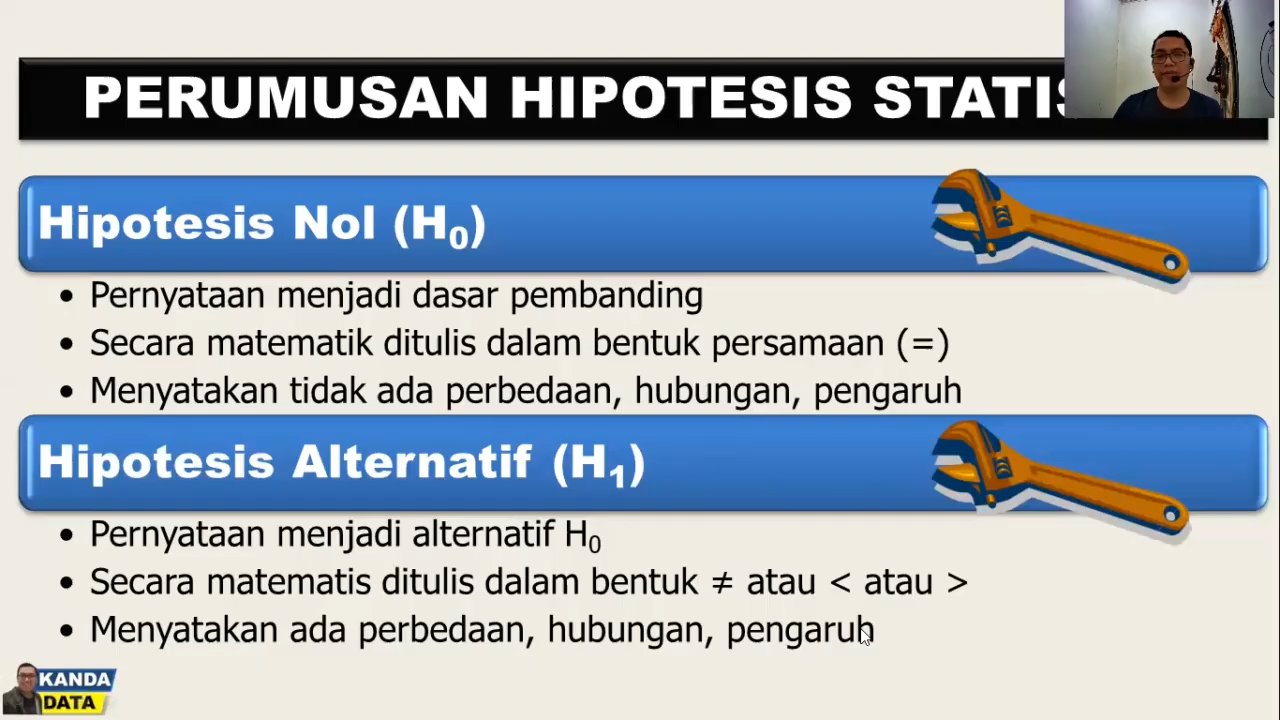 PERUMUSAN HIPOTESIS
Hipotesis Nol (H₀)
• Pernyataan menjadi dasar pembanding
• Secara matematik ditulis dalam bentuk persamaan (=)
• Menyatakan tidak ada perbedaan, hubungan, pengaruh
Hipotesis Alternatif (H₁)
• Pernyataan menjadi alternatif H₀
• Secara matematis ditulis dalam bentuk ≠ atau < atau >
• Menyatakan ada perbedaan, hubungan, pengaruh
KANDA
DATA